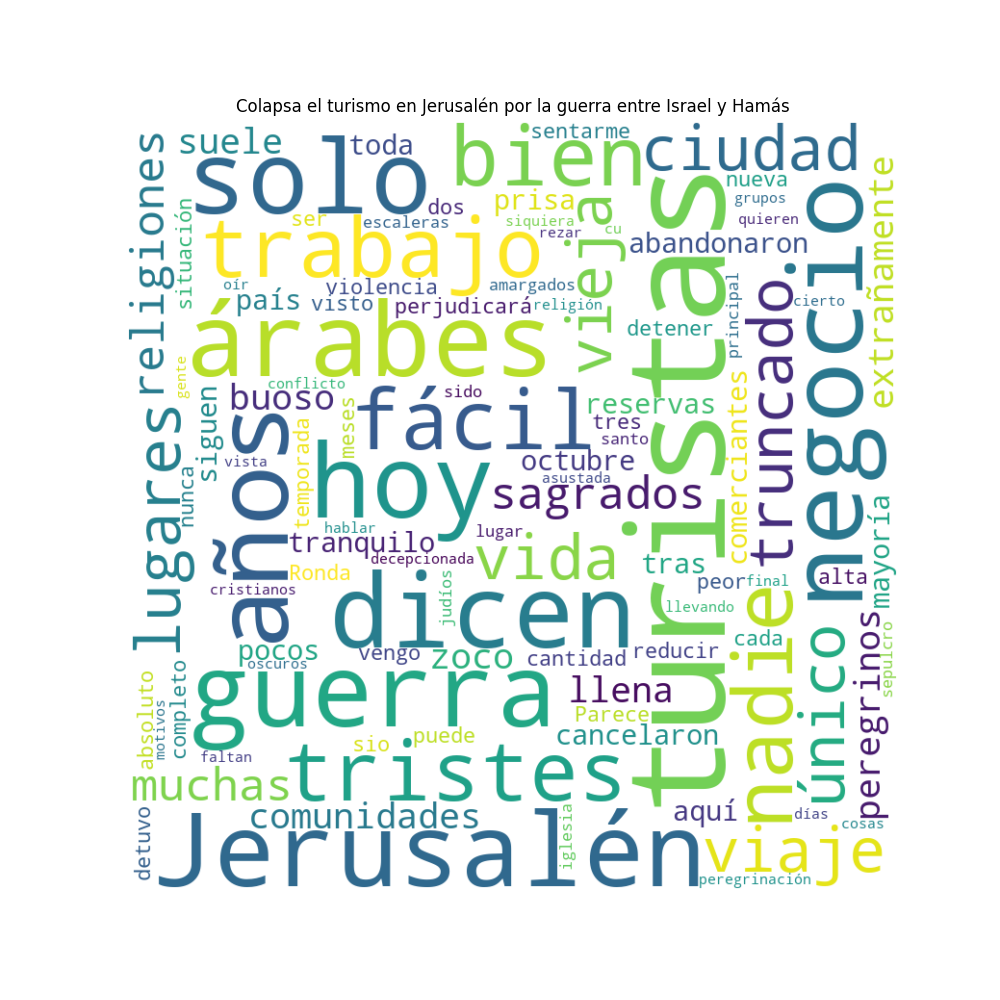 Colapsa el turismo en Jerusalén por la guerra entre Israel y Hamás
religiones
suele
solo
toda
bien
sentarme
ciudad
nueva
grupos
quieren
extrañamente
situación
ser
escaleras
dos
prisa
siquiera
rezar
cu
vieja
abandonaron
trabajo
oír
país
violencia
visto
amargados
perjudicará
religión
detener
principal
turistas
truncado.
negocio
cierto
árabes
gente
conflicto
buoso
sido
fácil
reservas
tres
santo
comerciantes
lugares
siguen
nunca
vista
años
temporada
meses
hoy
octubre
asustada
sagrados
hablar
tranquilo
lugar
decepcionada
vida
tras
peor
final
alta
mayoría
Ronda
cristianos
dicen
judíos
llevando
nadie
único
peregrinos
sepulcro
pocos
oscuros
vengo
zoco
cantidad
reducir
cada
absoluto
motivos
completo
guerra
llena
Parece
cancelaron
faltan
sio
puede
muchas
tristes
comunidades
aquí
días
cosas
detuvo
Jerusalén
iglesia
viaje
peregrinación